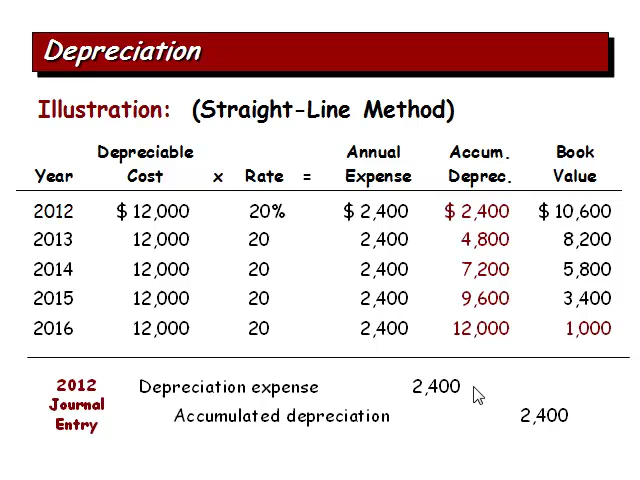 Depreciation
Illustration: (Straight-Line Method)
Depreciable Annual Accum. Book
Year Cost x Rate = Expense Deprec. Value
2012 $ 12,000 20% $ 2,400 $ 2,400 $ 10,600
2013 12,000 20 2,400 4,800 8,200
2014 12,000 20 2,400 7,200 5,800
2015 12,000 20 2,400 9,600 3,400
2016 12,000 20 2,400 12,000 1,000
2012 Depreciation expense 2,400
Journal
Accumulated depreciation 2,400
Entry